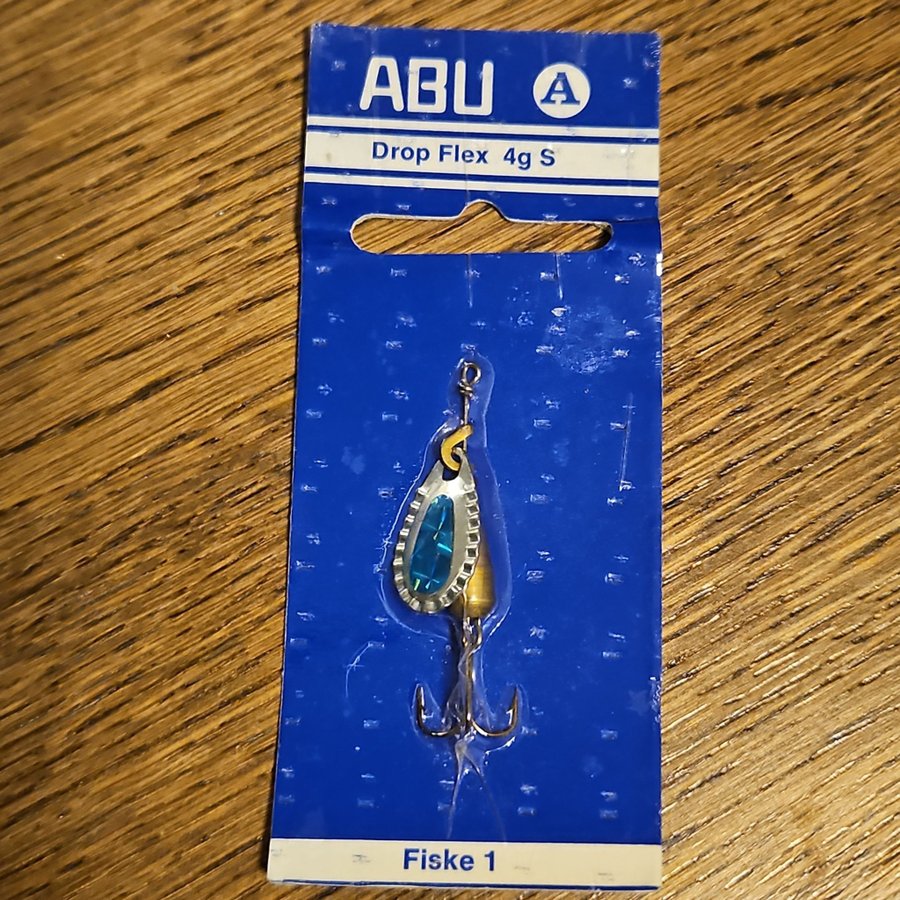 ABU A
Drop Flex 4g S
Fiske 1